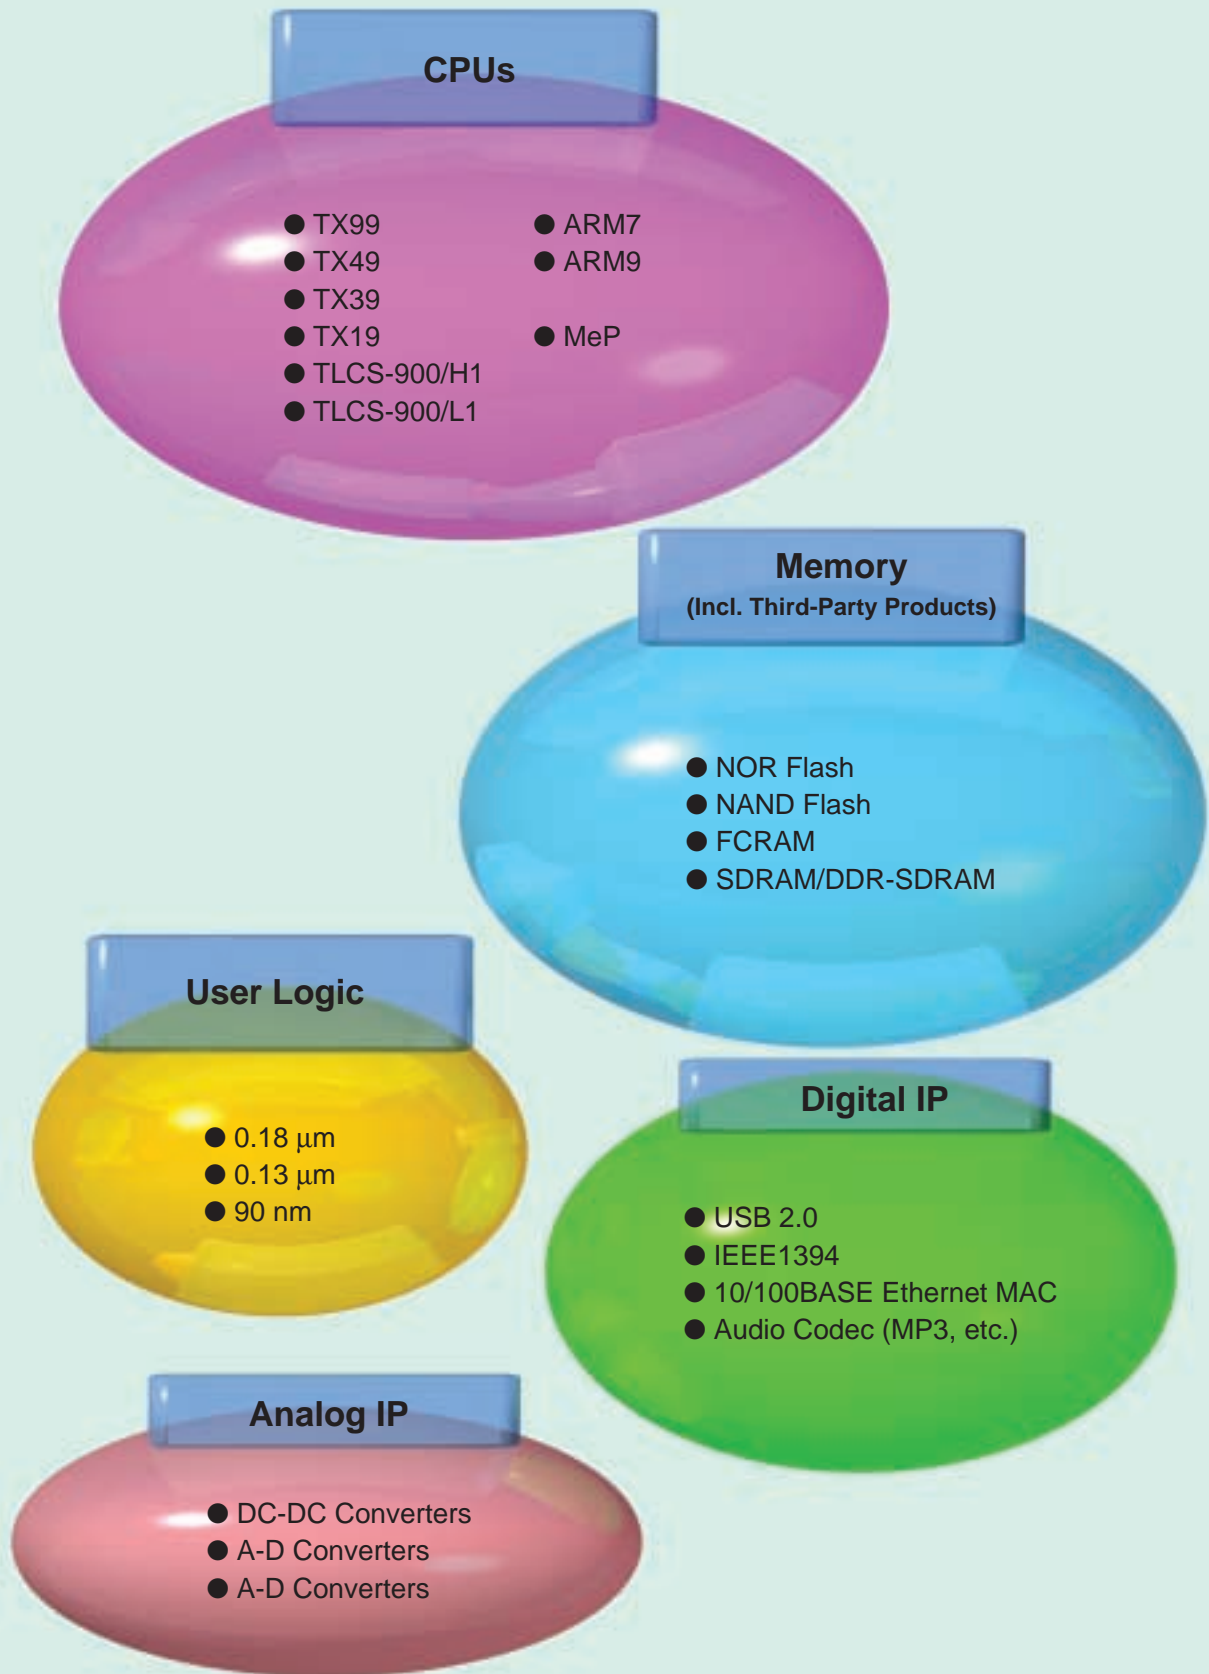 CPUs
● TX99
● TX49
● TX39
● TX19
● TLCS-900/H1
● TLCS-900/L1
● ARM7
● ARM9
● MeP
Memory
(Incl. Third-Party Products)
● NOR Flash
● NAND Flash
● FCRAM
● SDRAM/DDR-SDRAM
User Logic
● 0.18 μm
● 0.13 μm
● 90 nm
Digital IP
● USB 2.0
● IEEE1394
● 10/100BASE Ethernet MAC
● Audio Codec (MP3, etc.)
Analog IP
● DC-DC Converters
● A-D Converters
● A-D Converters